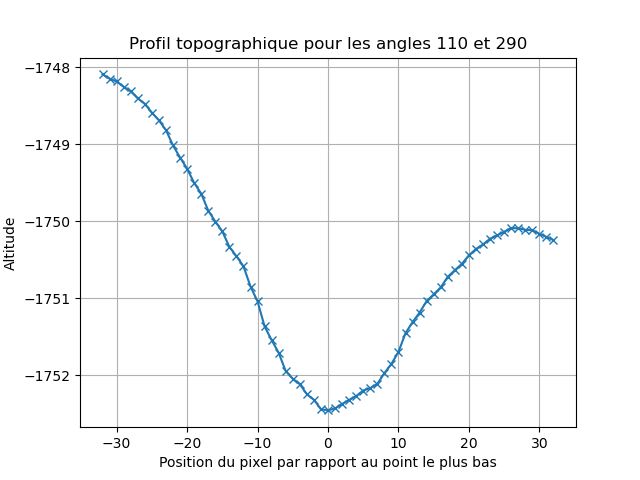 Profil topographique pour les angles 110 et 290
Altitude
−1748
−1749
−1750
−1751
−1752
−30 −20 −10 0 10 20 30
Position du pixel par rapport au point le plus bas